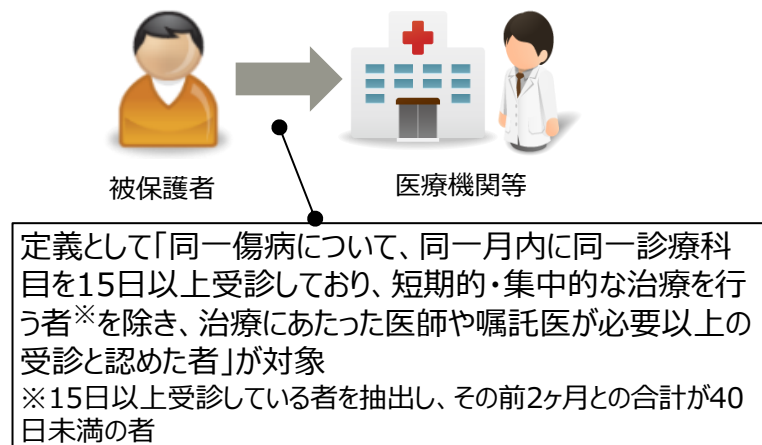 被保護者
医療機関等
定義として「同一傷病について、同一月内に同一診療科
目を15日以上受診しており、短期的・集中的な治療を行
う者※を除き、治療にあたった医師や嘱託医が必要以上の
受診と認めた者」が対象
※15日以上受診している者を抽出し、その前2ヶ月との合計が40
日未満の者